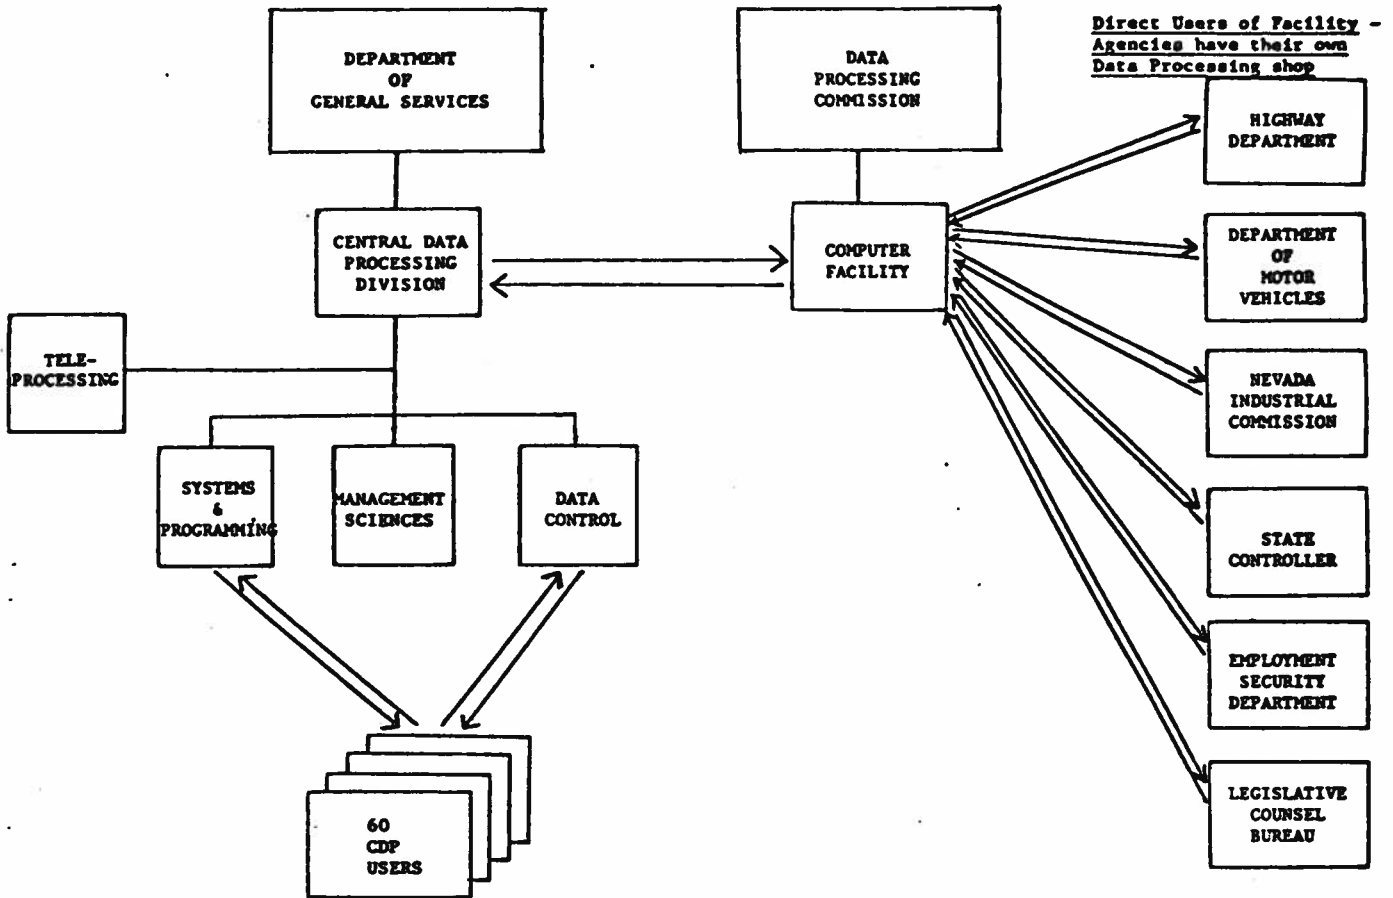 DEPARTMENT
OF
GENERAL SERVICES
DATA
PROCESSING
COMMISSION
Direct Users of Facility -
Agencies have their own
Data Processing shop
HIGHWAY
DEPARTMENT
CENTRAL DATA
PROCESSING
DIVISION
COMPUTER
FACILITY
DEPARTMENT
OF
MOTOR
VEHICLES
TELE-
PROCESSING
NEVADA
INDUSTRIAL
COMMISSION
SYSTEMS
&
PROGRAMMING
MANAGEMENT
SCIENCES
DATA
CONTROL
STATE
CONTROLLER
EMPLOYMENT
SECURITY
DEPARTMENT
LEGISLATIVE
COUNSEL
BUREAU
60
CDP
USERS